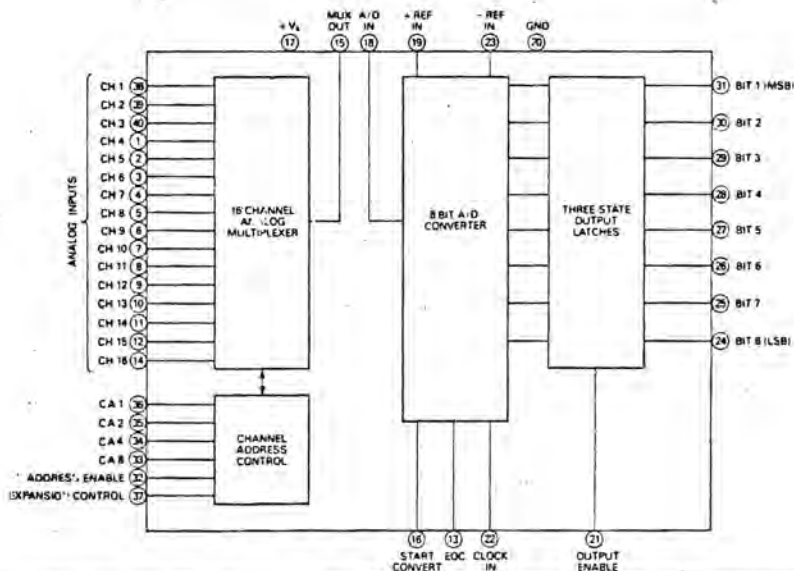 + Vs
17
MUX
OUT
15
A/D
IN
18
+ REF
IN
19
- REF
IN
23
GND
20
ANALOG INPUTS
CH 1 38
CH 2 39
CH 3 40
CH 4 1
CH 5 2
CH 6 3
CH 7 4
CH 8 5
CH 9 6
CH 10 7
CH 11 8
CH 12 9
CH 13 10
CH 14 11
CH 15 12
CH 16 14
16 CHANNEL
ANALOG
MULTIPLEXER
8 BIT A/D
CONVERTER
THREE STATE
OUTPUT
LATCHES
31 BIT 1 (MSB)
30 BIT 2
29 BIT 3
28 BIT 4
27 BIT 5
26 BIT 6
25 BIT 7
24 BIT 8 (LSB)
CA 1 36
CA 2 35
CA 4 34
CA 8 33
ADDRESS ENABLE 32
EXPANSION CONTROL 37
CHANNEL
ADDRESS
CONTROL
16
START
CONVERT
13
EOC
22
CLOCK
IN
21
OUTPUT
ENABLE